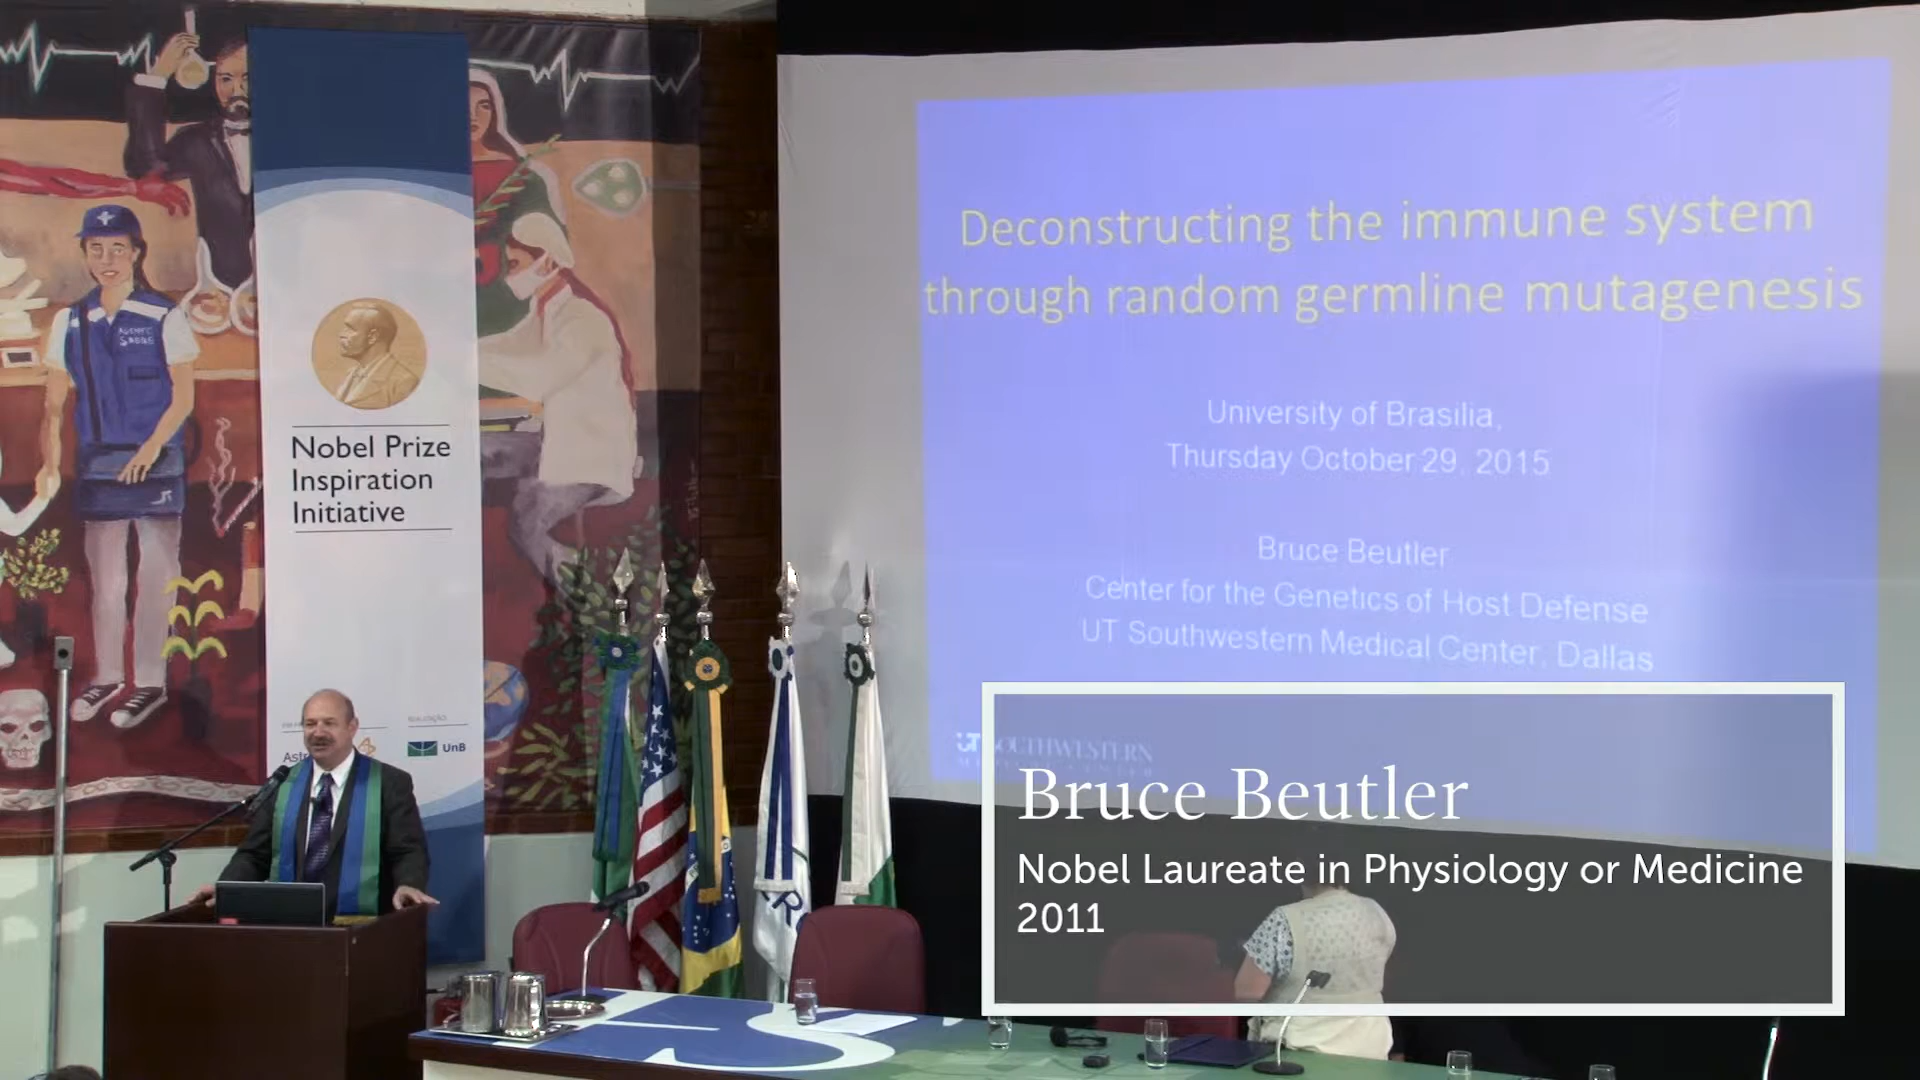 Nobel Prize
Inspiration
Initiative
UnB
Deconstructing the immune system
through random germline mutagenesis
University of Brasilia,
Thursday October 29, 2015
Bruce Beutler
Center for the Genetics of Host Defense
UT Southwestern Medical Center, Dallas
UT SOUTHWESTERN
Bruce Beutler
Nobel Laureate in Physiology or Medicine
2011